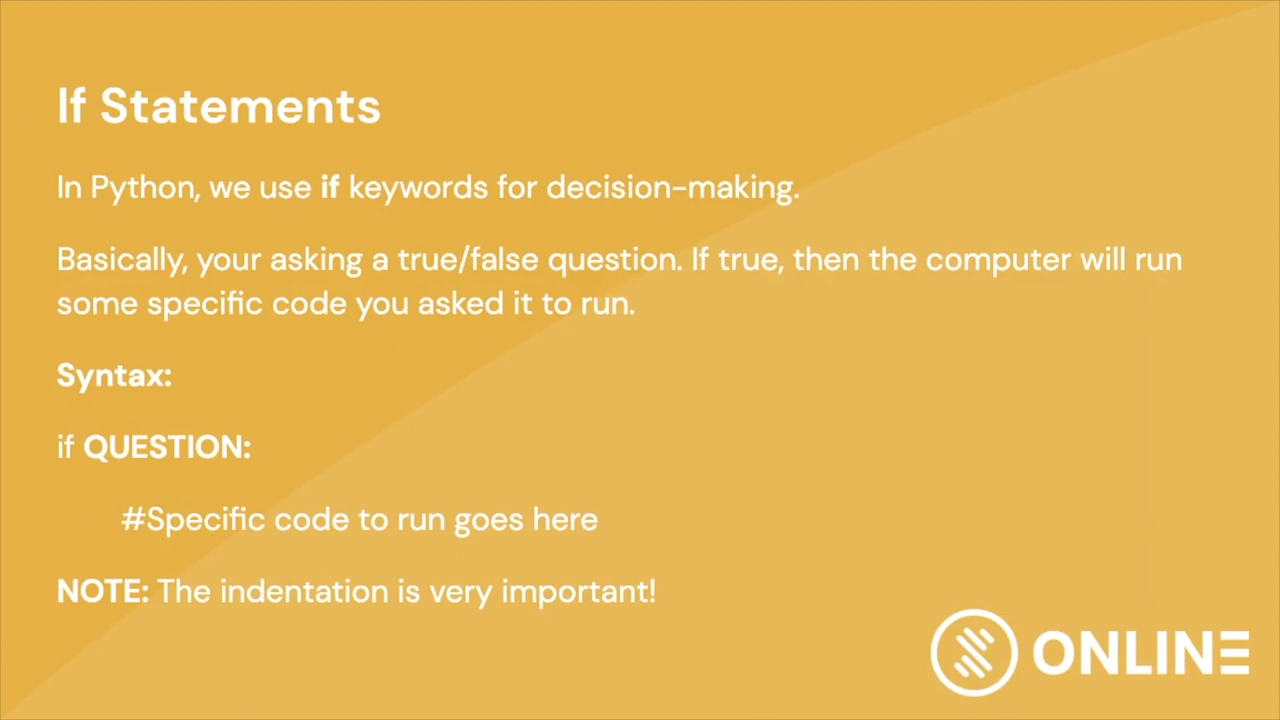 If Statements
In Python, we use if keywords for decision-making.
Basically, your asking a true/false question. If true, then the computer will run
some specific code you asked it to run.
Syntax:
if QUESTION:
#Specific code to run goes here
NOTE: The indentation is very important!
ONLINE